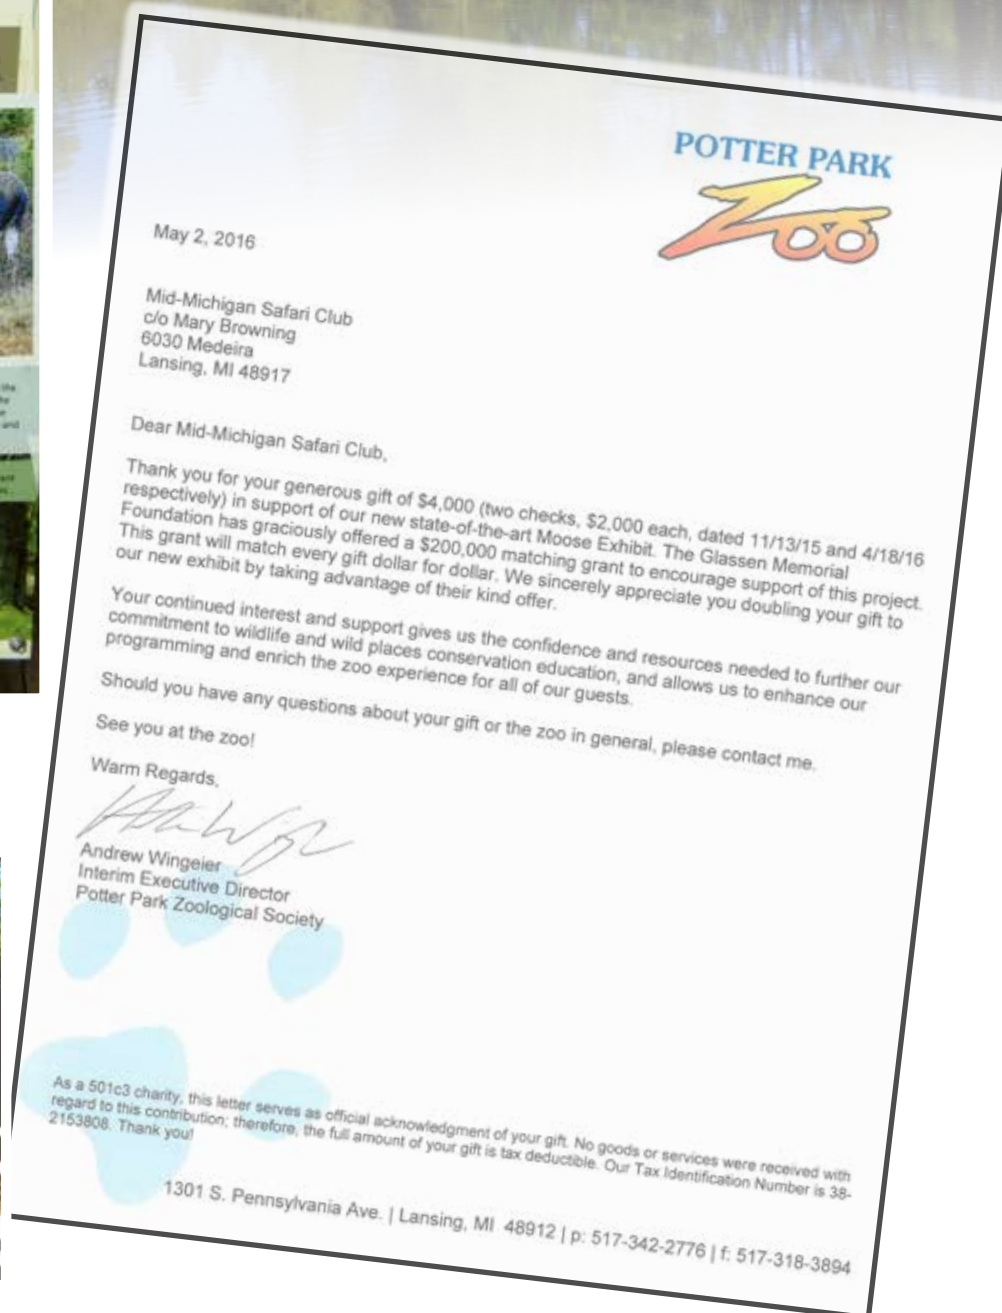 POTTER PARK
Zoo
May 2, 2016
Mid-Michigan Safari Club
c/o Mary Browning
6030 Medeira
Lansing, MI 48917
Dear Mid-Michigan Safari Club,
Thank you for your generous gift of $4,000 (two checks, $2,000 each, dated 11/13/15 and 4/18/16
respectively) in support of our new state-of-the-art Moose Exhibit. The Glassen Memorial
Foundation has graciously offered a $200,000 matching grant to encourage support of this project.
This grant will match every gift dollar for dollar. We sincerely appreciate you doubling your gift to
our new exhibit by taking advantage of their kind offer.
Your continued interest and support gives us the confidence and resources needed to further our
commitment to wildlife and wild places conservation education, and allows us to enhance our
programming and enrich the zoo experience for all of our guests.
Should you have any questions about your gift or the zoo in general, please contact me.
See you at the zoo!
Warm Regards,
Andrew Wingeier
Interim Executive Director
Potter Park Zoological Society
As a 501c3 charity, this letter serves as official acknowledgment of your gift. No goods or services were received with
regard to this contribution; therefore, the full amount of your gift is tax deductible. Our Tax Identification Number is 38-
2153808. Thank you!
1301 S. Pennsylvania Ave. | Lansing, MI 48912 | p: 517-342-2776 | f: 517-318-3894
the
and